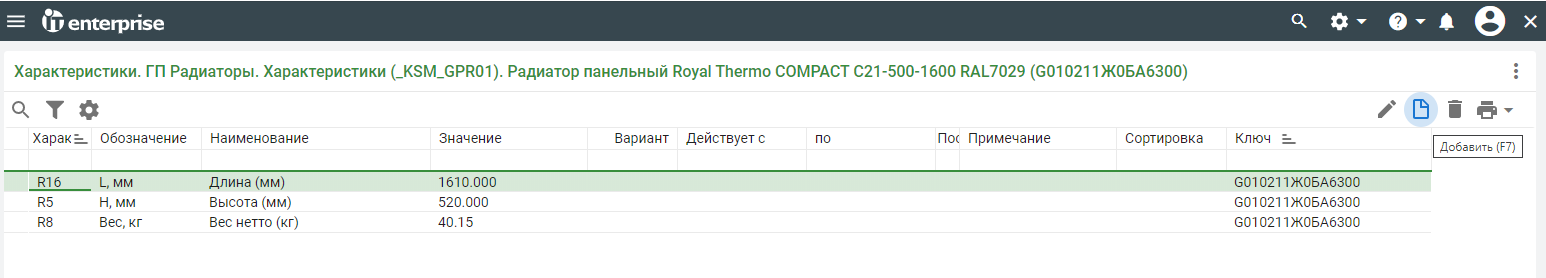 it enterprise
Характеристики. ГП Радиаторы. Характеристики (_KSM_GPR01). Радиатор панельный Royal Thermo COMPACT C21-500-1600 RAL7029 (G010211Ж0БА6300)
Харак Обозначение Наименование Значение Вариант Действует с по Пос Примечание Сортировка Ключ
Добавить (F7)
R16 L, мм Длина (мм) 1610.000 G010211Ж0БА6300
R5 H, мм Высота (мм) 520.000 G010211Ж0БА6300
R8 Вес, кг Вес нетто (кг) 40.15 G010211Ж0БА6300